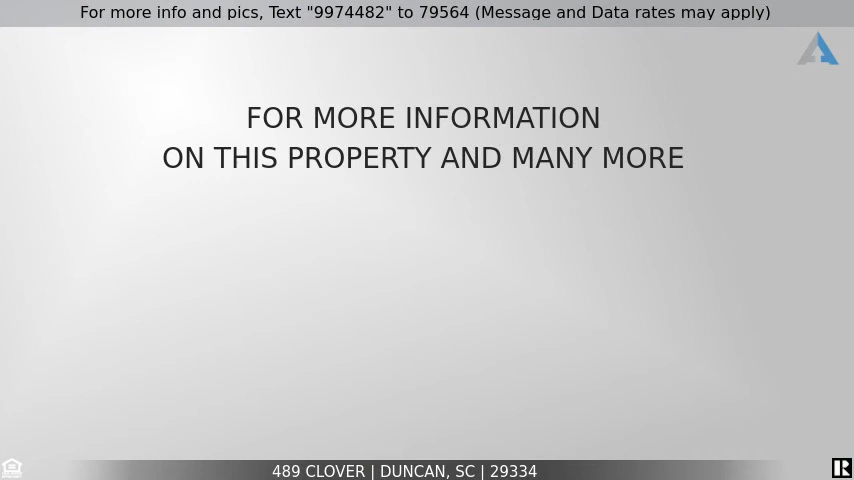 For more info and pics, Text "9974482" to 79564 (Message and Data rates may apply)
FOR MORE INFORMATION
ON THIS PROPERTY AND MANY MORE
489 CLOVER | DUNCAN, SC | 29334